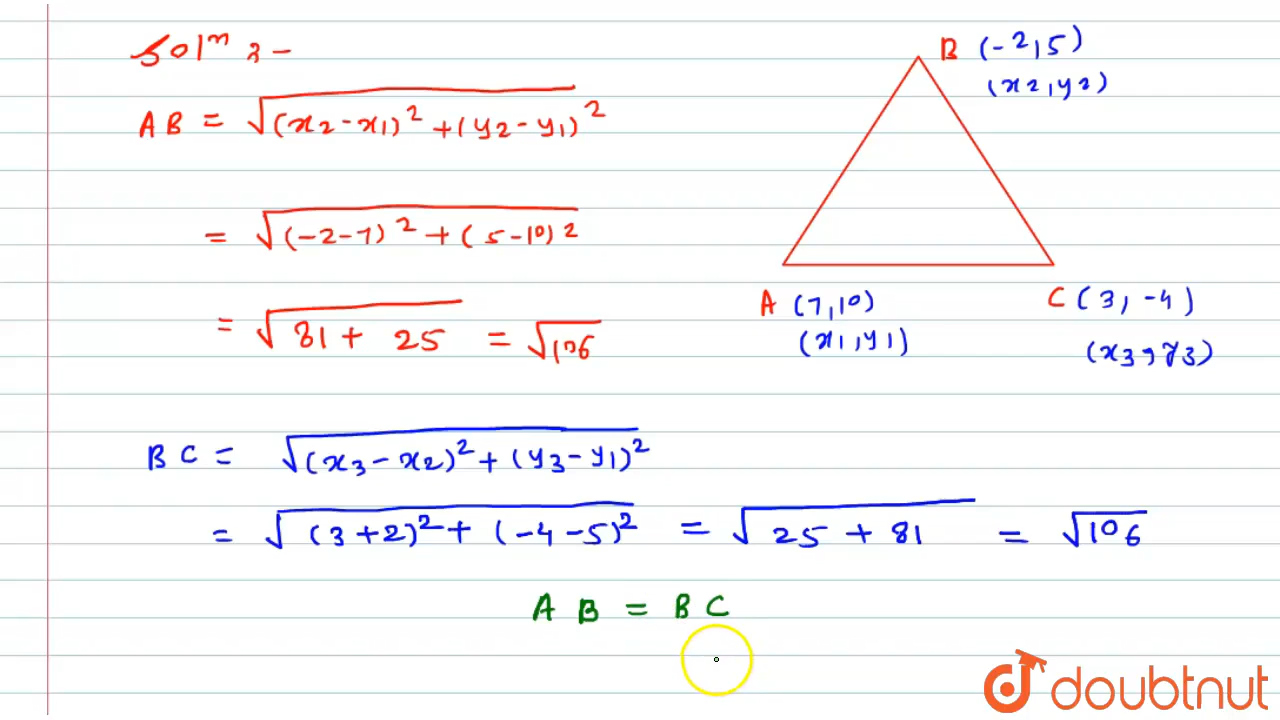 Solⁿ :-
AB = √(x2-x1)² + (y2-y1)²
= √(-2-7)² + (5-10)²
= √81 + 25 = √106
BC = √(x3-x2)² + (y3-y1)²
= √(3+2)² + (-4-5)² = √25 + 81 = √106
AB = BC
B (-2,5)
(x2,y2)
A (7,10)
(x1,y1)
C (3,-4)
(x3,y3)
doubtnut